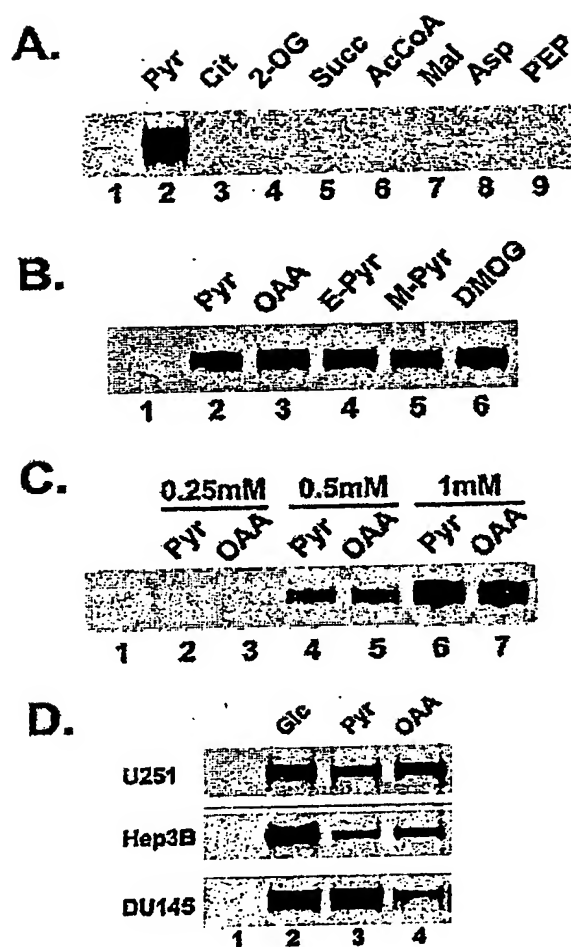 A.
Pyr Cit 2-OG Succ AcCoA Mal Asp PEP
1 2 3 4 5 6 7 8 9
B.
Pyr OAA E-Pyr M-Pyr DMOG
1 2 3 4 5 6
C.
0.25mM 0.5mM 1mM
Pyr OAA Pyr OAA Pyr OAA
1 2 3 4 5 6 7
D.
Glc Pyr OAA
U251
Hep3B
DU145
1 2 3 4